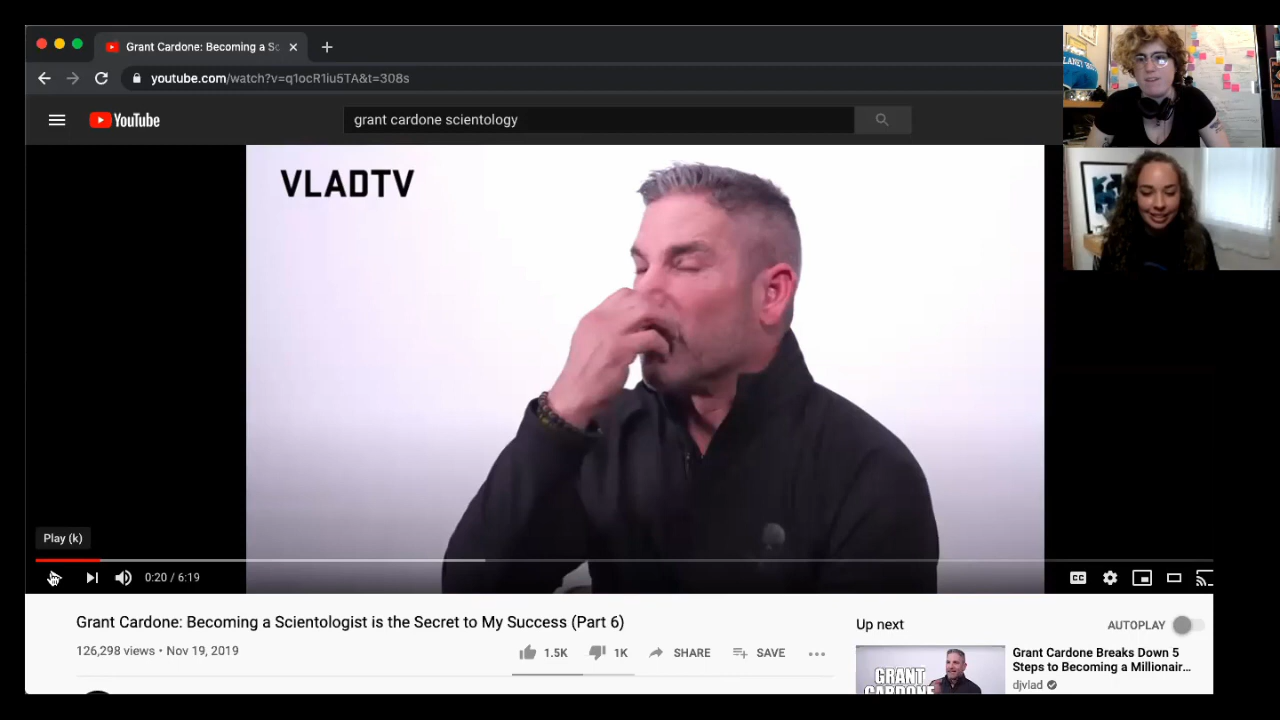 Grant Cardone: Becoming a Sc
youtube.com/watch?v=q1ocR1iu5TA&t=308s
YouTube
grant cardone scientology
VLADTV
Play (k)
0:20 / 6:19
CC
Grant Cardone: Becoming a Scientologist is the Secret to My Success (Part 6)
126,298 views • Nov 19, 2019
1.5K
1K
SHARE
SAVE
Up next
AUTOPLAY
GRANT
CARDONE
Grant Cardone Breaks Down 5
Steps to Becoming a Millionair...
djvlad